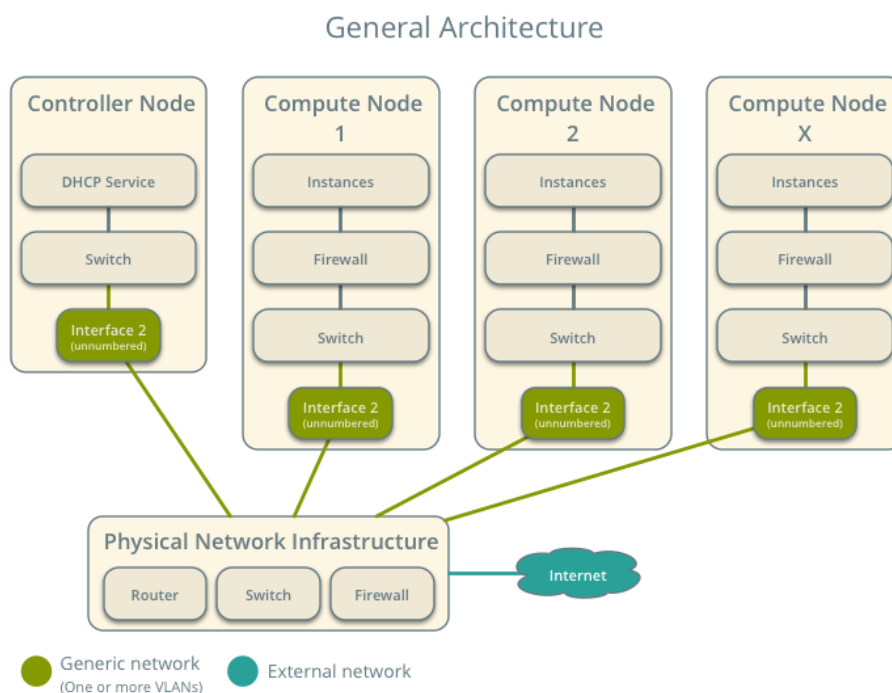 General Architecture
Controller Node
DHCP Service
Switch
Interface 2
(unnumbered)
Compute Node
1
Instances
Firewall
Switch
Interface 2
(unnumbered)
Compute Node
2
Instances
Firewall
Switch
Interface 2
(unnumbered)
Compute Node
X
Instances
Firewall
Switch
Interface 2
(unnumbered)
Physical Network Infrastructure
Router
Switch
Firewall
Internet
Generic network
(One or more VLANs)
External network